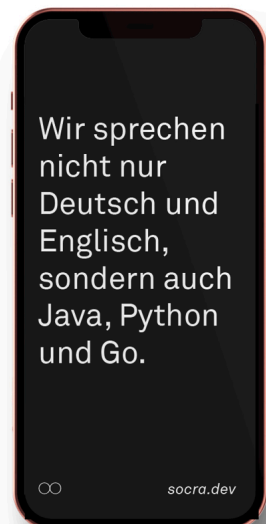 Wir sprechen
nicht nur
Deutsch und
Englisch,
sondern auch
Java, Python
und Go.
socra.dev